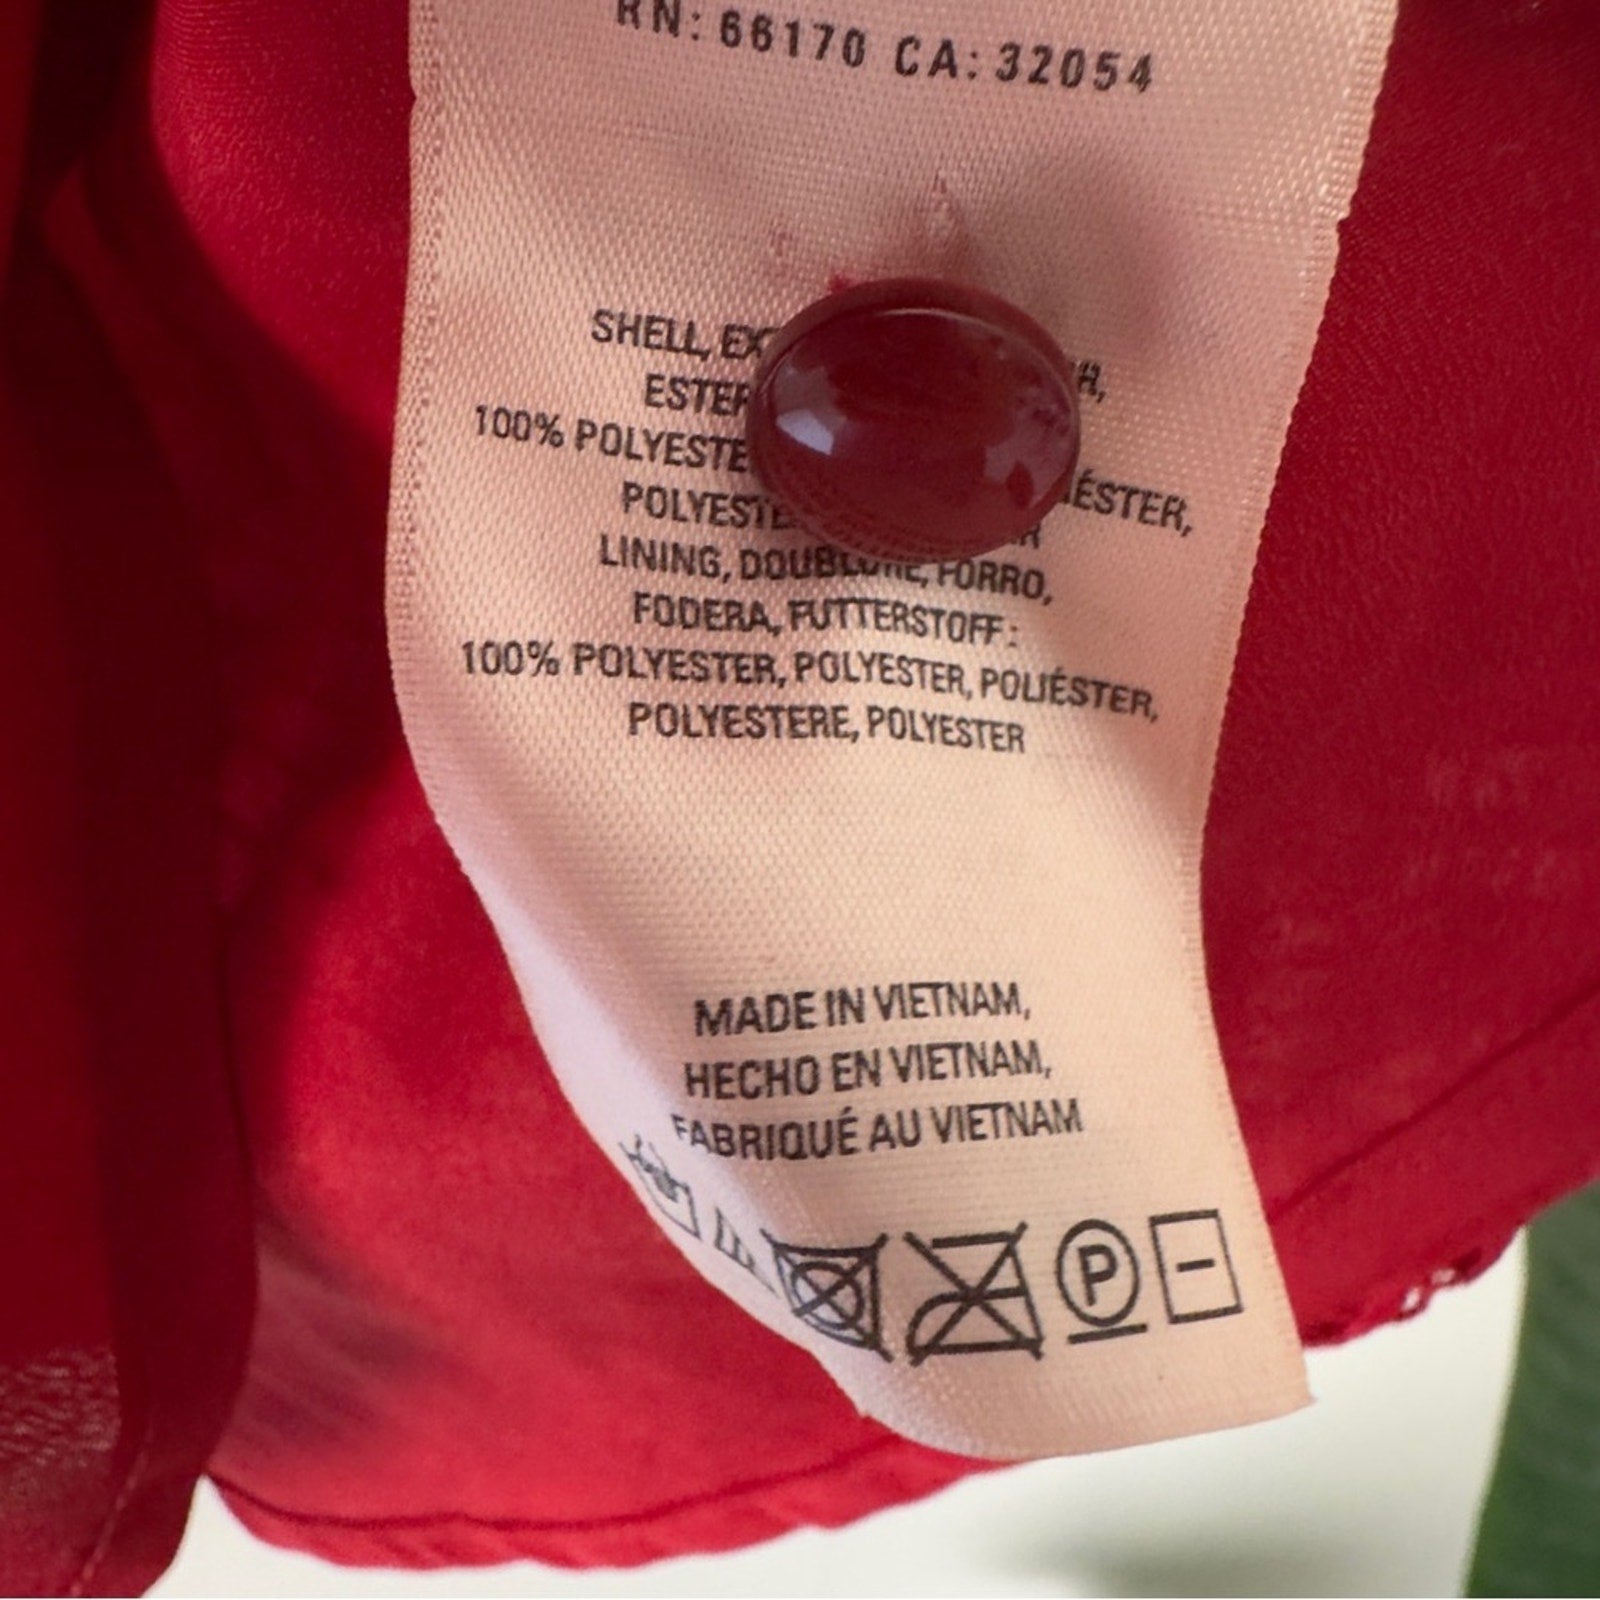 RN: 66170 CA: 32054
SHELL,
100%
LINING, DOUBLURE, FORRO,
FODERA, FUTTERSTOFF :
100% POLYESTER, POLYESTER, POLIÉSTER,
POLYESTERE, POLYESTER
MADE IN VIETNAM,
HECHO EN VIETNAM,
FABRIQUÉ AU VIETNAM
P